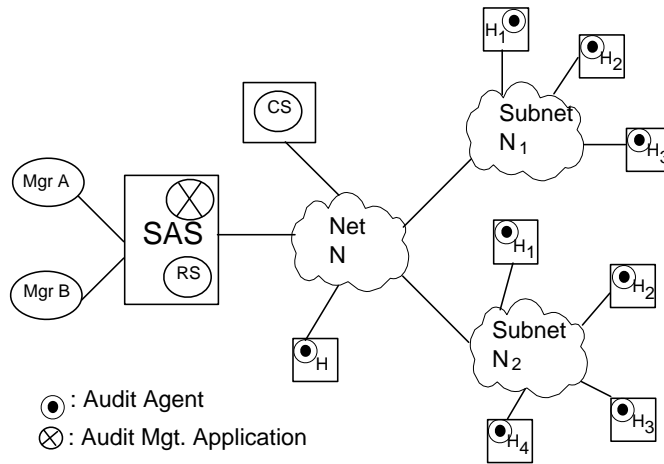 H1
H2
Subnet
N1
H3
CS
Mgr A
SAS
RS
Mgr B
Net
N
H
H1
H2
Subnet
N2
H3
H4
: Audit Agent
: Audit Mgt. Application